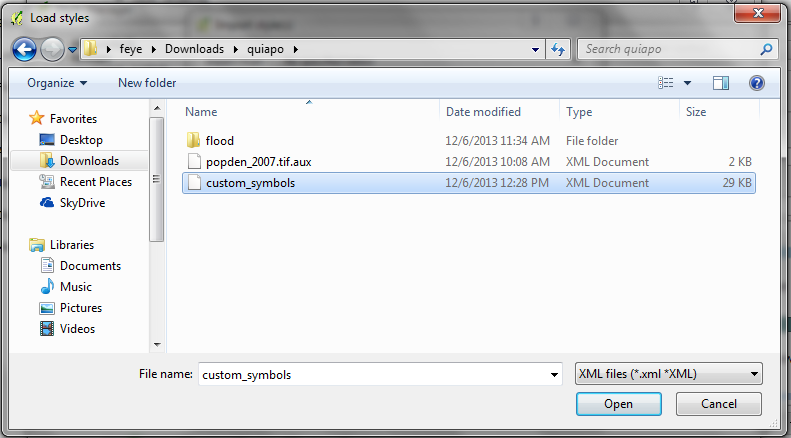 Load styles
feye Downloads quiapo Search quiapo
Organize New folder
Name Date modified Type Size
Favorites
Desktop
Downloads
Recent Places
SkyDrive
Libraries
Documents
Music
Pictures
Videos
flood 12/6/2013 11:34 AM File folder
popden_2007.tif.aux 12/6/2013 10:08 AM XML Document 2 KB
custom_symbols 12/6/2013 12:28 PM XML Document 29 KB
File name: custom_symbols XML files (*.xml *XML)
Open Cancel